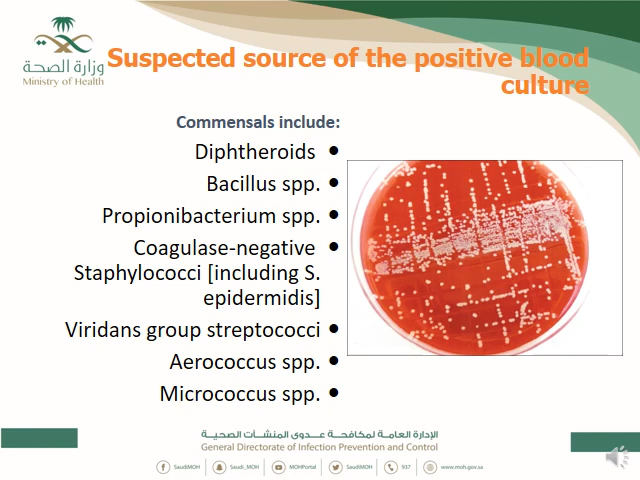 وزارة الصحة
Ministry of Health
Suspected source of the positive blood
culture
Commensals include:
Diphtheroids •
Bacillus spp. •
Propionibacterium spp. •
Coagulase-negative •
Staphylococci [including S.
epidermidis]
Viridans group streptococci •
Aerococcus spp. •
Micrococcus spp. •
الإدارة العامة لمكافحة عدوى المنشآت الصحية
General Directorate of Infection Prevention and Control
SaudiMOH Saudi_MOH MOHPortal SaudiMOH 937 www.moh.gov.sa